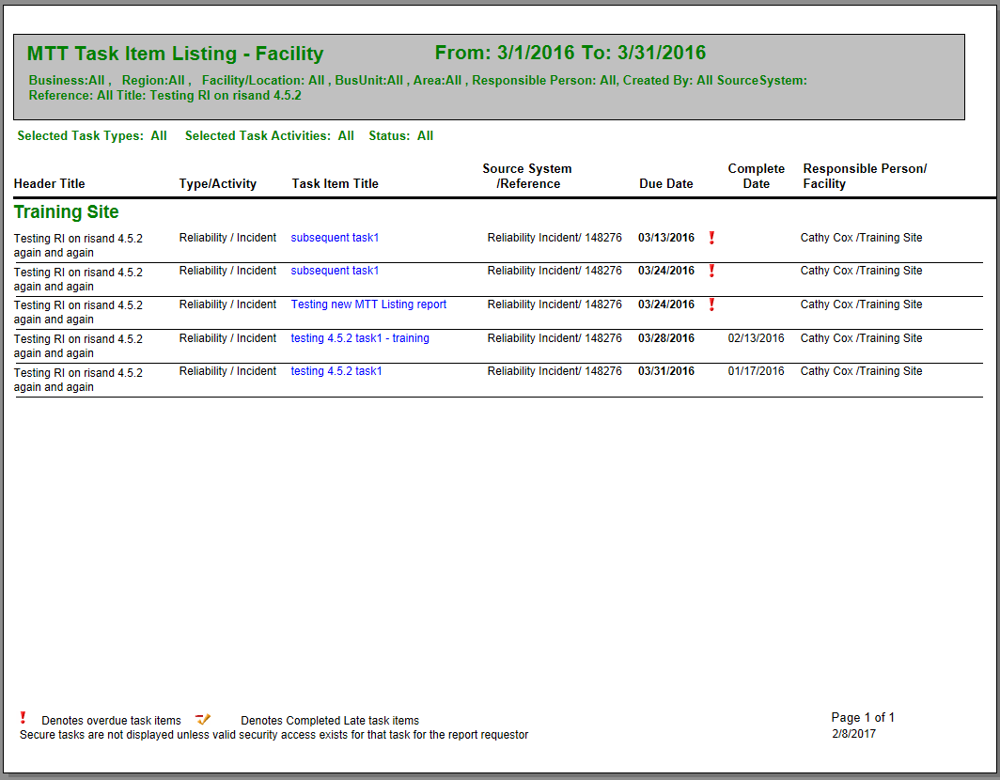 MTT Task Item Listing - Facility From: 3/1/2016 To: 3/31/2016
Business:All , Region:All , Facility/Location: All , BusUnit:All , Area:All , Responsible Person: All, Created By: All SourceSystem:
Reference: All Title: Testing RI on risand 4.5.2
Selected Task Types: All Selected Task Activities: All Status: All
Source System Complete Responsible Person/
Header Title Type/Activity Task Item Title /Reference Due Date Date Facility
Training Site
Testing RI on risand 4.5.2 Reliability / Incident subsequent task1 Reliability Incident/ 148276 03/13/2016 Cathy Cox /Training Site
again and again
Testing RI on risand 4.5.2 Reliability / Incident subsequent task1 Reliability Incident/ 148276 03/24/2016 Cathy Cox /Training Site
again and again
Testing RI on risand 4.5.2 Reliability / Incident Testing new MTT Listing report Reliability Incident/ 148276 03/24/2016 Cathy Cox /Training Site
again and again
Testing RI on risand 4.5.2 Reliability / Incident testing 4.5.2 task1 - training Reliability Incident/ 148276 03/28/2016 02/13/2016 Cathy Cox /Training Site
again and again
Testing RI on risand 4.5.2 Reliability / Incident testing 4.5.2 task1 Reliability Incident/ 148276 03/31/2016 01/17/2016 Cathy Cox /Training Site
again and again
Denotes overdue task items Denotes Completed Late task items Page 1 of 1
Secure tasks are not displayed unless valid security access exists for that task for the report requestor 2/8/2017